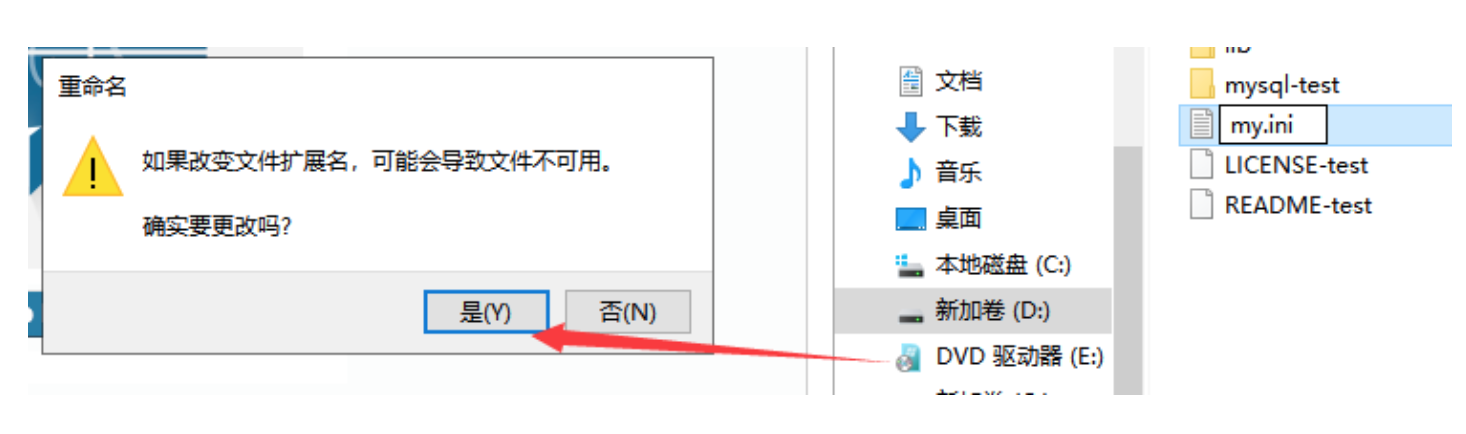 重命名
如果改变文件扩展名，可能会导致文件不可用。
确实要更改吗？
是(Y)
否(N)
文档
下载
音乐
桌面
本地磁盘 (C:)
新加卷 (D:)
DVD 驱动器 (E:)
lib
mysql-test
my.ini
LICENSE-test
README-test